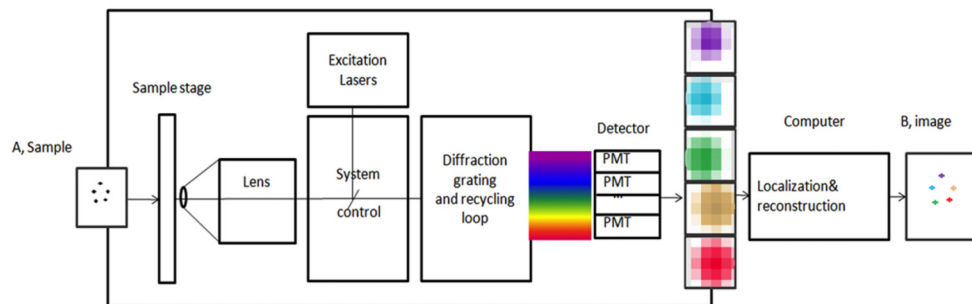 A, Sample
Sample stage
Lens
Excitation
Lasers
System
control
Diffraction
grating
and recycling
loop
Detector
PMT
PMT
...
PMT
Computer
Localization&
reconstruction
B, image